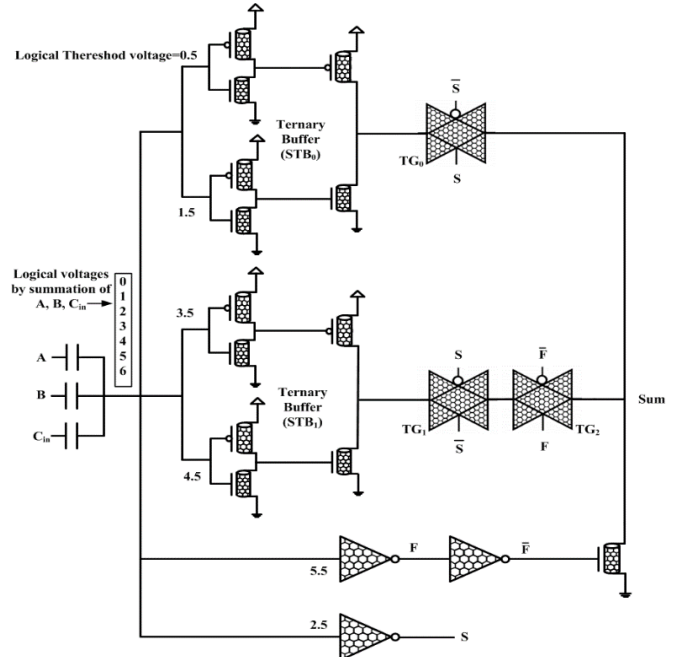 Logical Thereshod voltage=0.5
Ternary
Buffer
(STB₀)
S̅
TG₀
S
1.5
Logical voltages
by summation of
A, B, Cᵢₙ
0
1
2
3
4
5
6
3.5
A
B
Cᵢₙ
Ternary
Buffer
(STB₁)
S
F̅
TG₁
TG₂
S̅
F
Sum
4.5
5.5
F
F̅
2.5
S